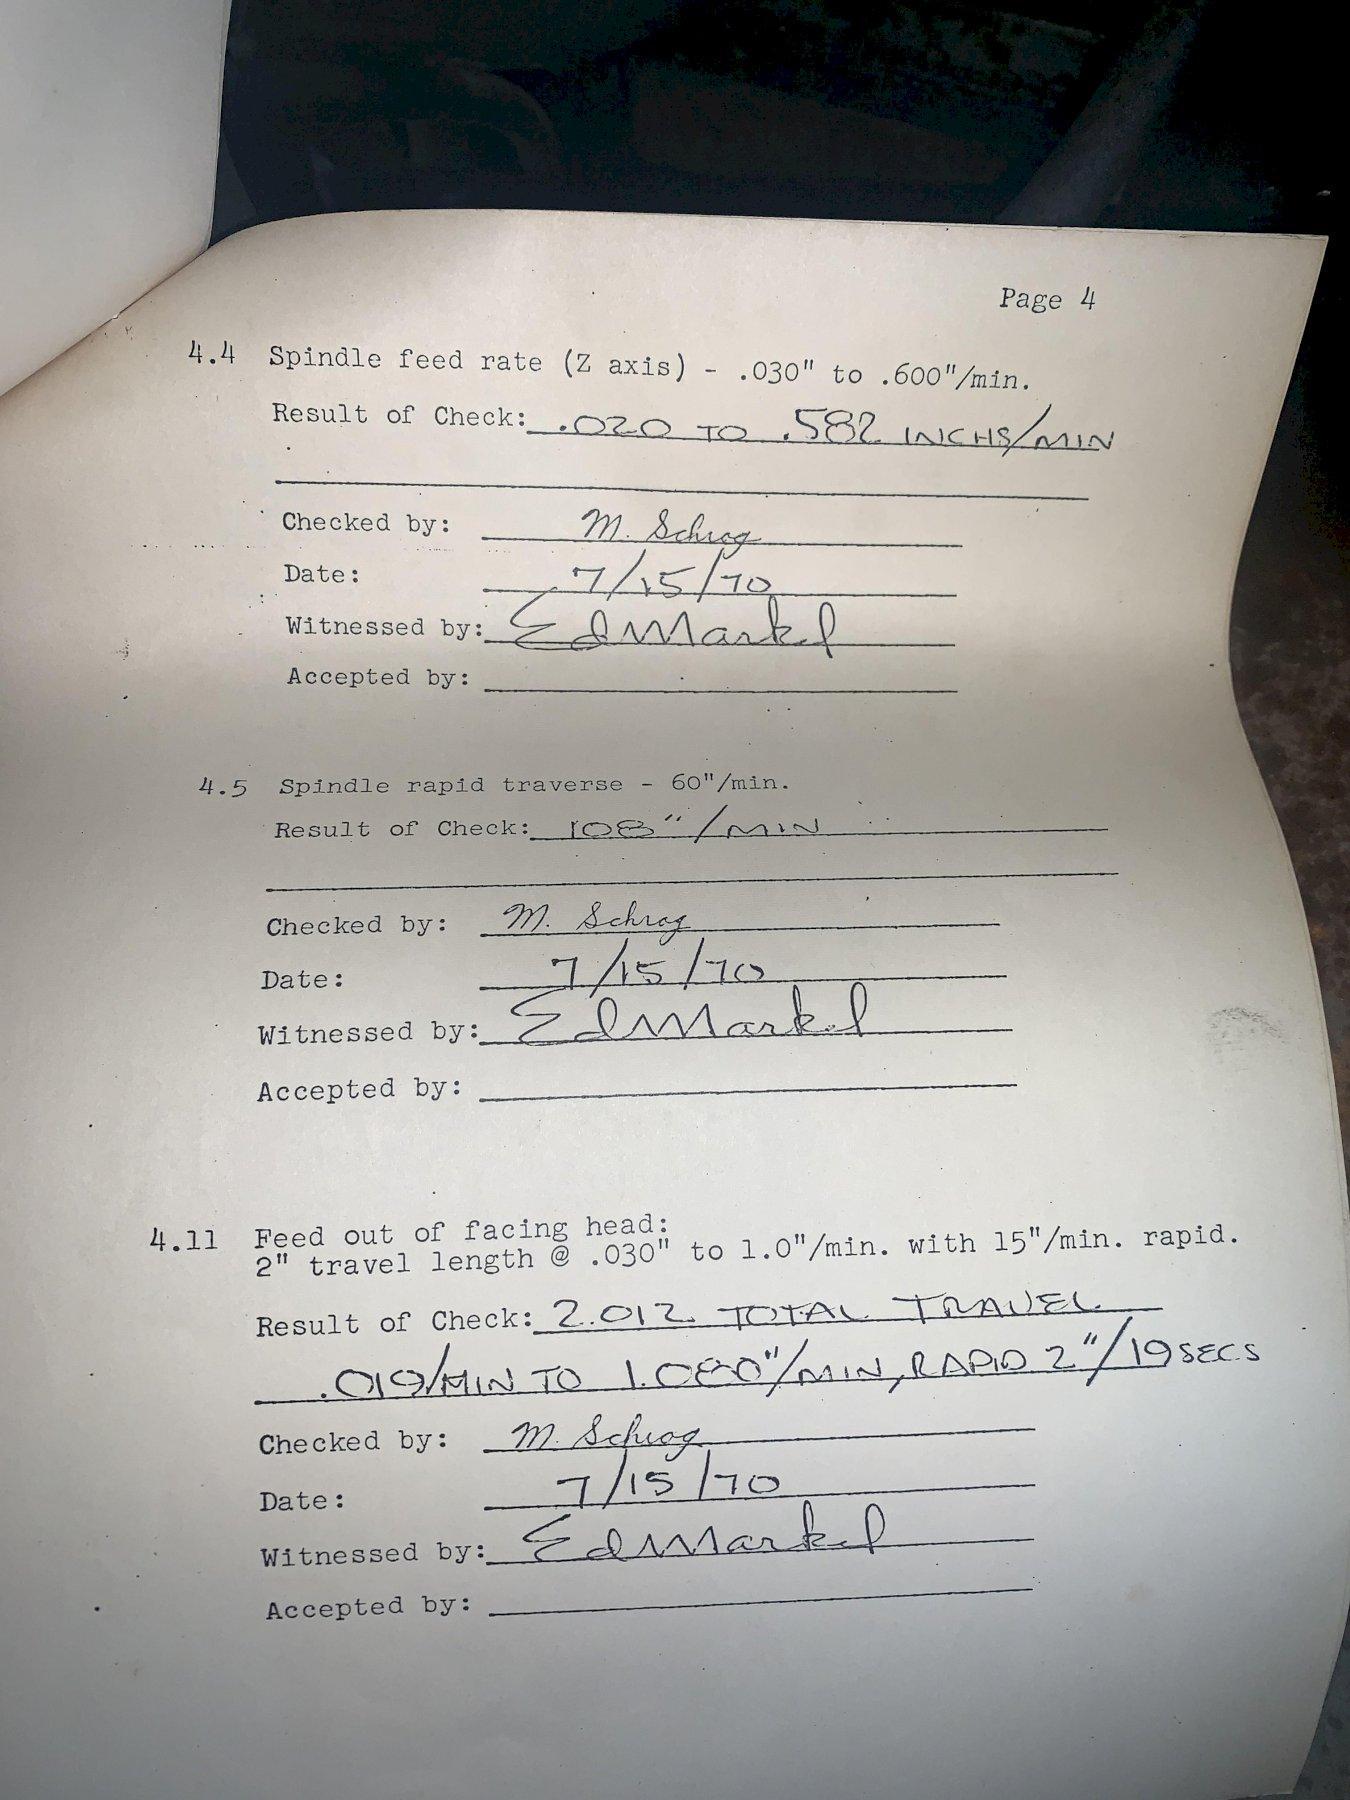 Page 4
4.4 Spindle feed rate (Z axis) - .030" to .600"/min.
Result of Check: .020 TO .582 INCHS/MIN
Checked by: M. Schrag
Date: 7/15/70
Witnessed by: Ed Markel
Accepted by:
4.5 Spindle rapid traverse - 60"/min.
Result of Check: 108"/MIN
Checked by: M. Schrag
Date: 7/15/70
Witnessed by: Ed Markel
Accepted by:
4.11 Feed out of facing head:
2" travel length @ .030" to 1.0"/min. with 15"/min. rapid.
Result of Check: 2.012 TOTAL TRAVEL
.019/MIN TO 1.080"/MIN, RAPID 2"/19 SECS
Checked by: M. Schrag
Date: 7/15/70
Witnessed by: Ed Markel
Accepted by: